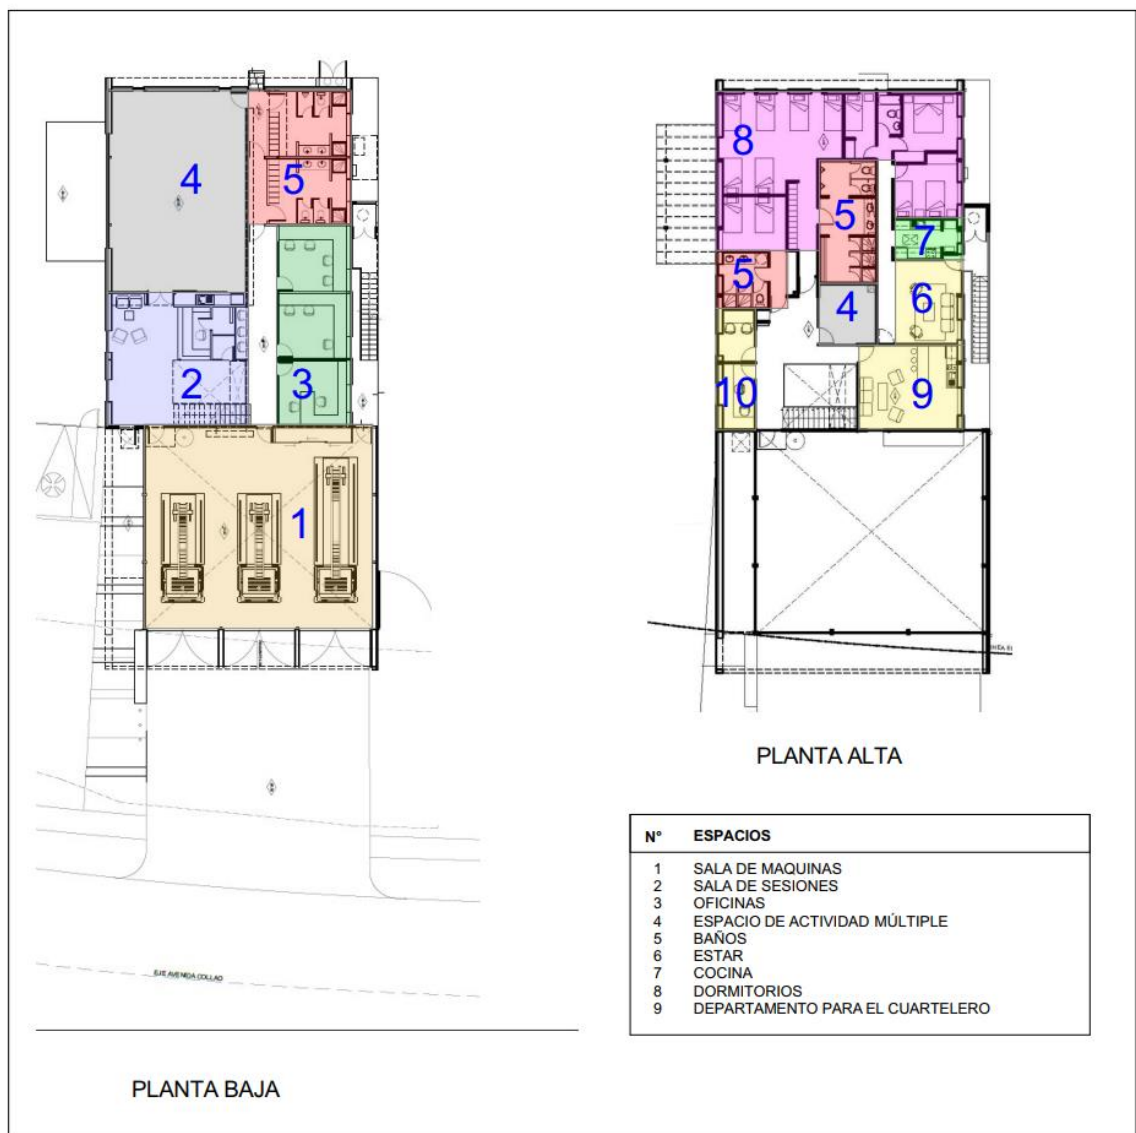 4
5
2
3
1
EJE AVENIDA COLLAO
PLANTA BAJA
8
5
7
5
4
6
10
9
PLANTA ALTA
N° ESPACIOS
1 SALA DE MAQUINAS
2 SALA DE SESIONES
3 OFICINAS
4 ESPACIO DE ACTIVIDAD MÚLTIPLE
5 BAÑOS
6 ESTAR
7 COCINA
8 DORMITORIOS
9 DEPARTAMENTO PARA EL CUARTELERO